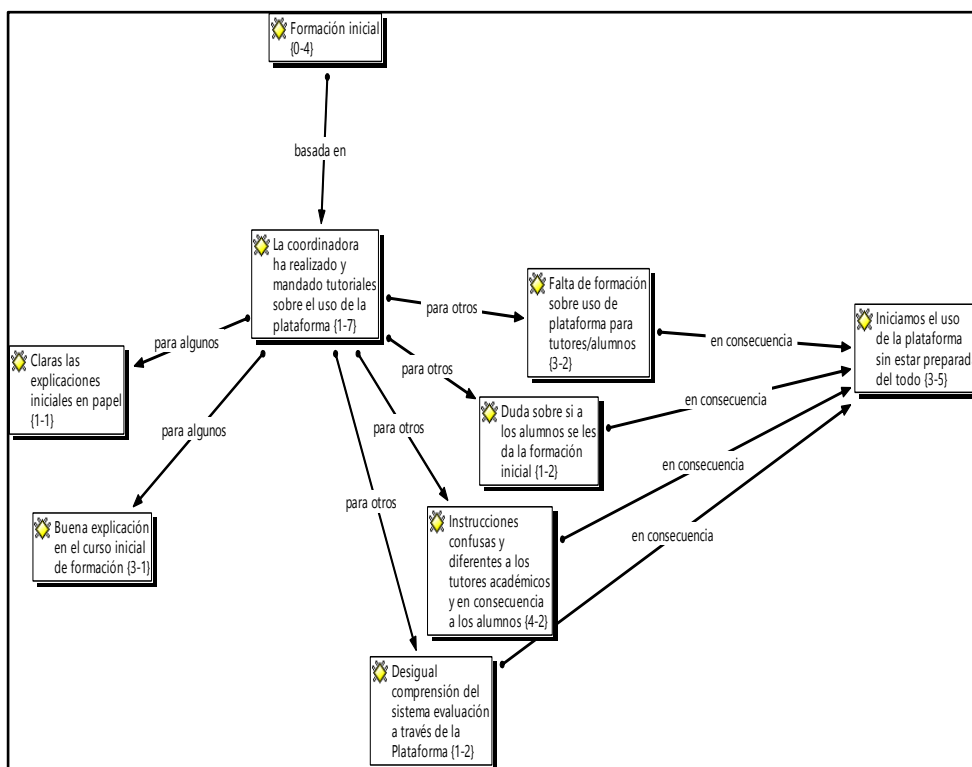 Formación inicial
{0-4}
basada en
La coordinadora
ha realizado y
mandado tutoriales
sobre el uso de la
plataforma {1-7}
para algunos
Claras las
explicaciones
iniciales en papel
{1-1}
para algunos
Buena explicación
en el curso inicial
de formación {3-1}
para otros
Falta de formación
sobre uso de
plataforma para
tutores/alumnos
{3-2}
en consecuencia
para otros
Duda sobre si a
los alumnos se les
da la formación
inicial {1-2}
en consecuencia
para otros
Instrucciones
confusas y
diferentes a los
tutores académicos
y en consecuencia
a los alumnos {4-2}
en consecuencia
para otros
Desigual
comprensión del
sistema evaluación
a través de la
Plataforma {1-2}
en consecuencia
Iniciamos el uso
de la plataforma
sin estar preparad
del todo {3-5}